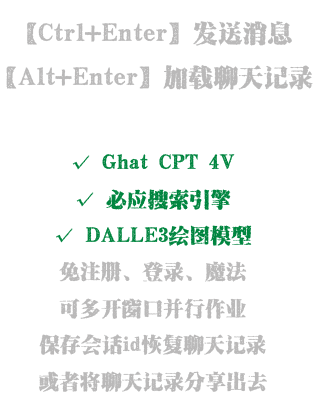 【Ctrl+Enter】发送消息
【Alt+Enter】加载聊天记录
✓ Ghat CPT 4V
✓ 必应搜索引擎
✓ DALLE3绘图模型
免注册、登录、魔法
可多开窗口并行作业
保存会话id恢复聊天记录
或者将聊天记录分享出去